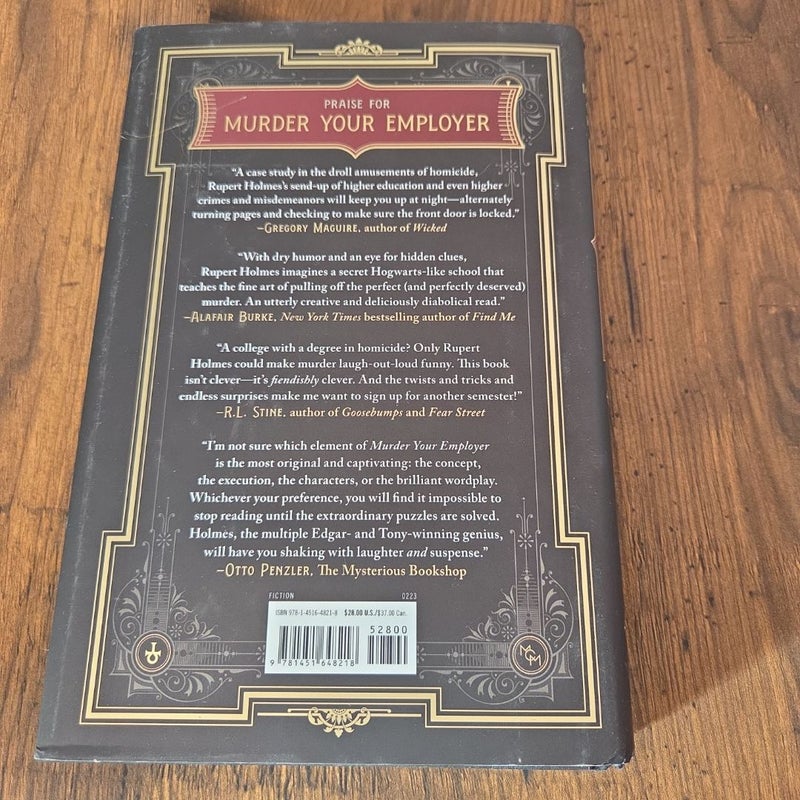 PRAISE FOR
MURDER YOUR EMPLOYER
“A case study in the droll amusements of homicide,
Rupert Holmes’s send-up of higher education and even higher
crimes and misdemeanors will keep you up at night—alternately
turning pages and checking to make sure the front door is locked.”
–GREGORY MAGUIRE, author of Wicked
“With dry humor and an eye for hidden clues,
Rupert Holmes imagines a secret Hogwarts-like school that
teaches the fine art of pulling off the perfect (and perfectly deserved)
murder. An utterly creative and deliciously diabolical read.”
–ALAFAIR BURKE, New York Times bestselling author of Find Me
“A college with a degree in homicide? Only Rupert
Holmes could make murder laugh-out-loud funny. This book
isn’t clever—it’s fiendishly clever. And the twists and tricks and
endless surprises make me want to sign up for another semester!”
–R.L. STINE, author of Goosebumps and Fear Street
“I’m not sure which element of Murder Your Employer
is the most original and captivating: the concept,
the execution, the characters, or the brilliant wordplay.
Whichever your preference, you will find it impossible to
stop reading until the extraordinary puzzles are solved.
Holmes, the multiple Edgar- and Tony-winning genius,
will have you shaking with laughter and suspense.”
–OTTO PENZLER, The Mysterious Bookshop
FICTION 0223
ISBN 978-1-4516-4821-8 $28.00 U.S./$37.00 Can.
52800
9 781451 648218
MCM